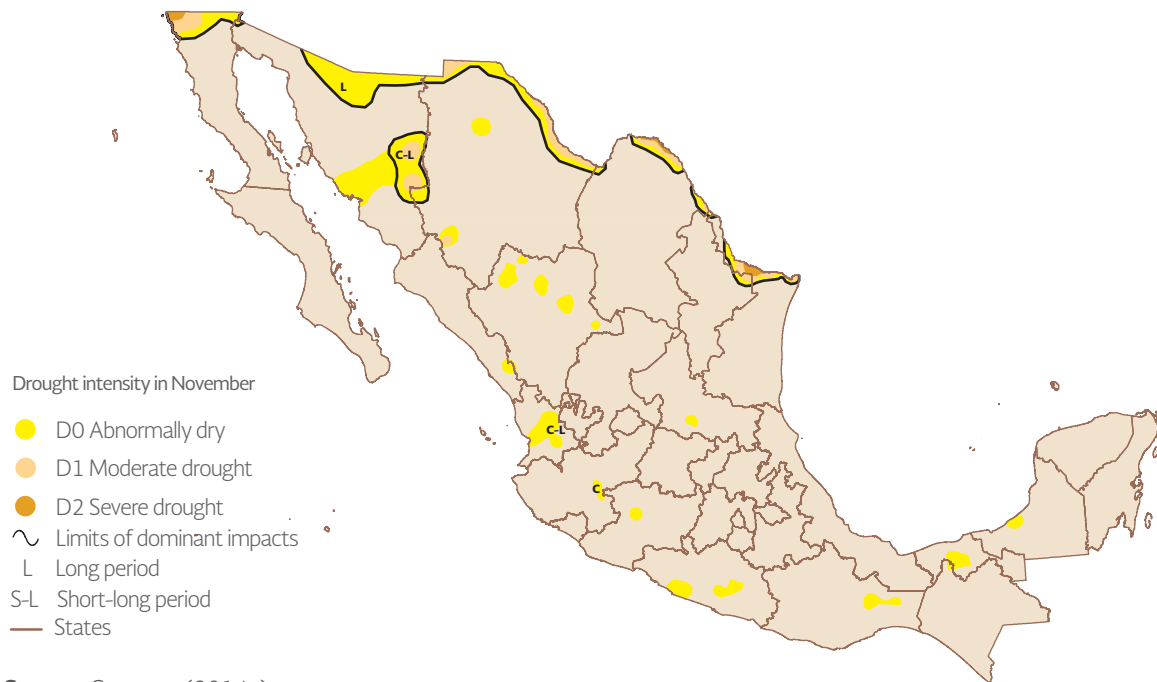 L
C-L
C-L
C
Drought intensity in November
D0 Abnormally dry
D1 Moderate drought
D2 Severe drought
Limits of dominant impacts
L Long period
S-L Short-long period
States